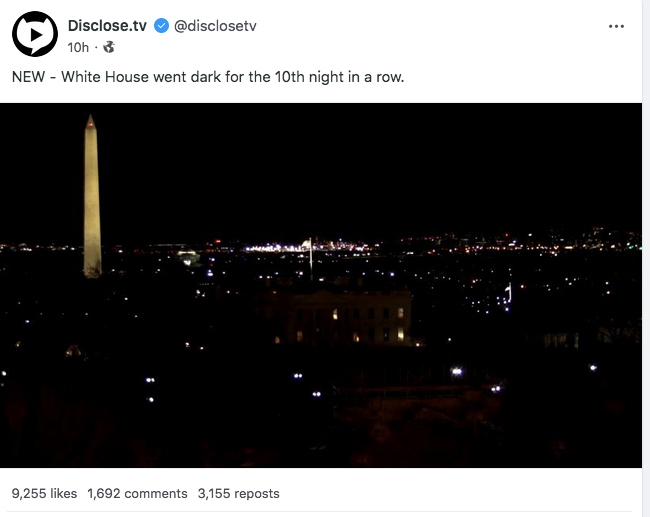 Disclose.tv @disclosetv
10h ·
NEW - White House went dark for the 10th night in a row.
9,255 likes 1,692 comments 3,155 reposts